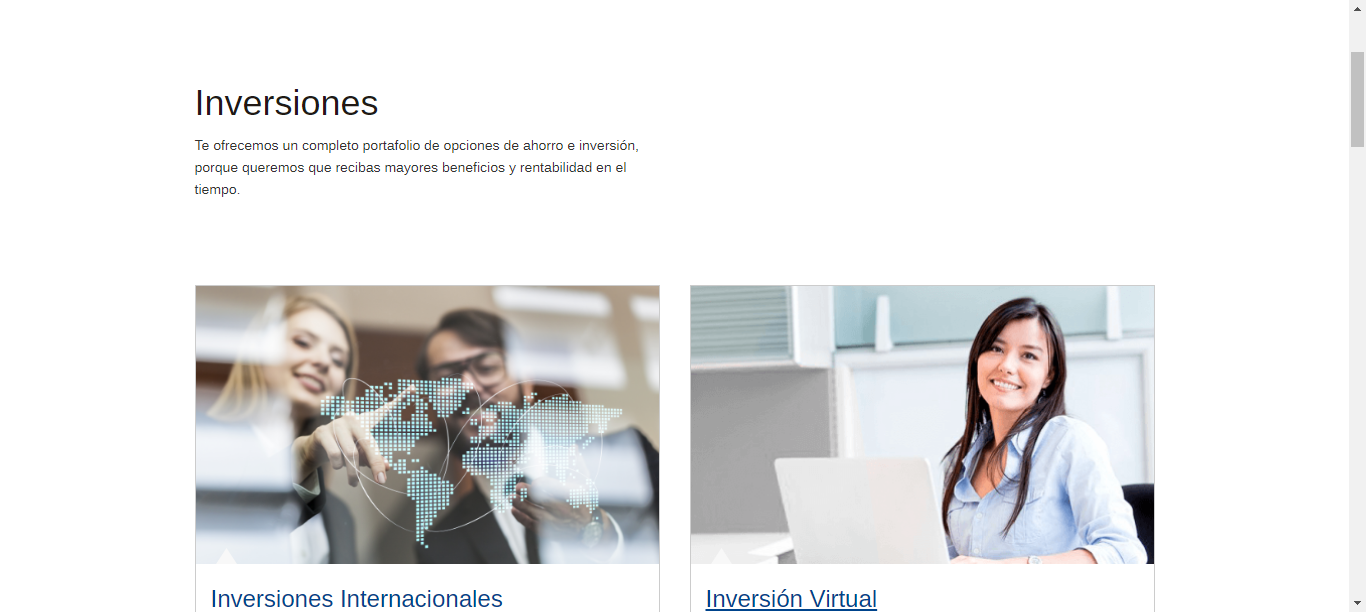 Inversiones
Te ofrecemos un completo portafolio de opciones de ahorro e inversión,
porque queremos que recibas mayores beneficios y rentabilidad en el
tiempo.
Inversiones Internacionales
Inversión Virtual